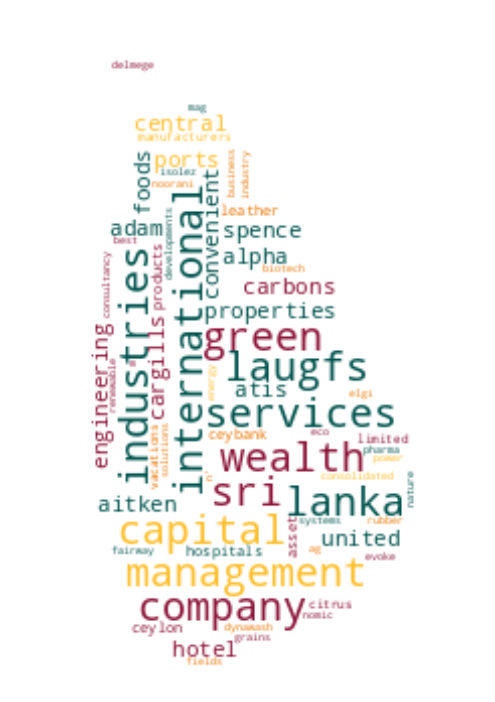 delmege
mag
central
manufacturers
ports
foods
isolez
noorani
business
industry
convenient
international
leather
adam
best
spence
developments
alpha
biotech
consultancy
products
industries
carbons
properties
cargills
green
engineering
renewable
laugfs
energy
atis
elgi
services
vacations
solutions
ceybank
eco
limited
wealth
pharma
power
n'
consolidated
nature
sri
lanka
aitken
capital
asset
systems
rubber
united
fairway
hospitals
ag
evoke
management
company
citrus
nomic
ceylon
dynawash
grains
hotel
fields